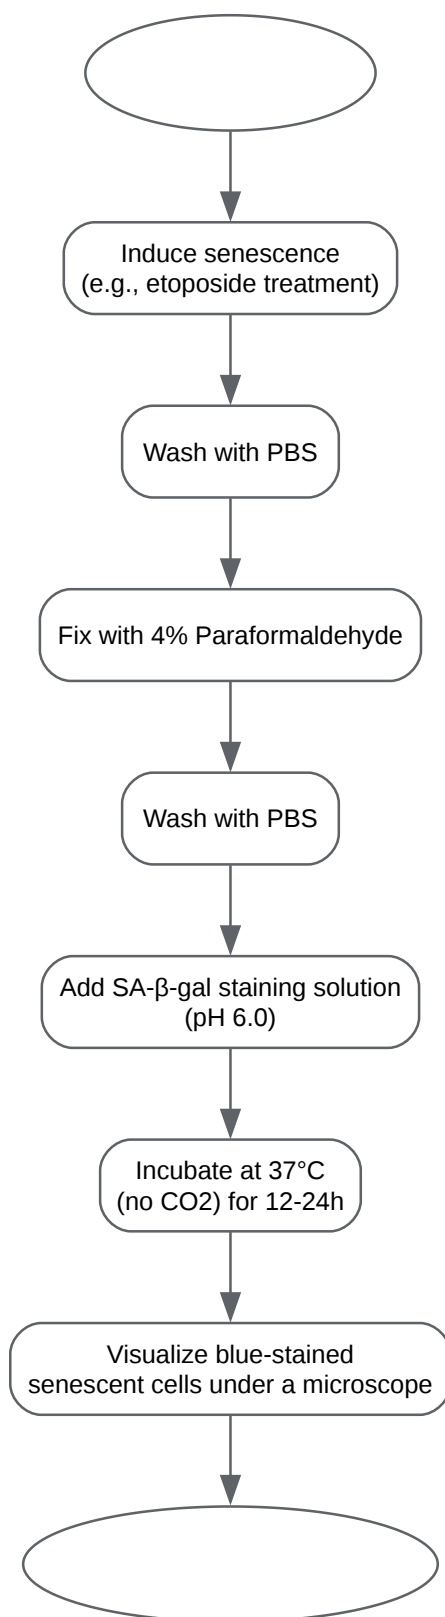 Induce senescence
(e.g., etoposide treatment)
Wash with PBS
Fix with 4% Paraformaldehyde
Wash with PBS
Add SA-β-gal staining solution
(pH 6.0)
Incubate at 37°C
(no CO2) for 12-24h
Visualize blue-stained
senescent cells under a microscope